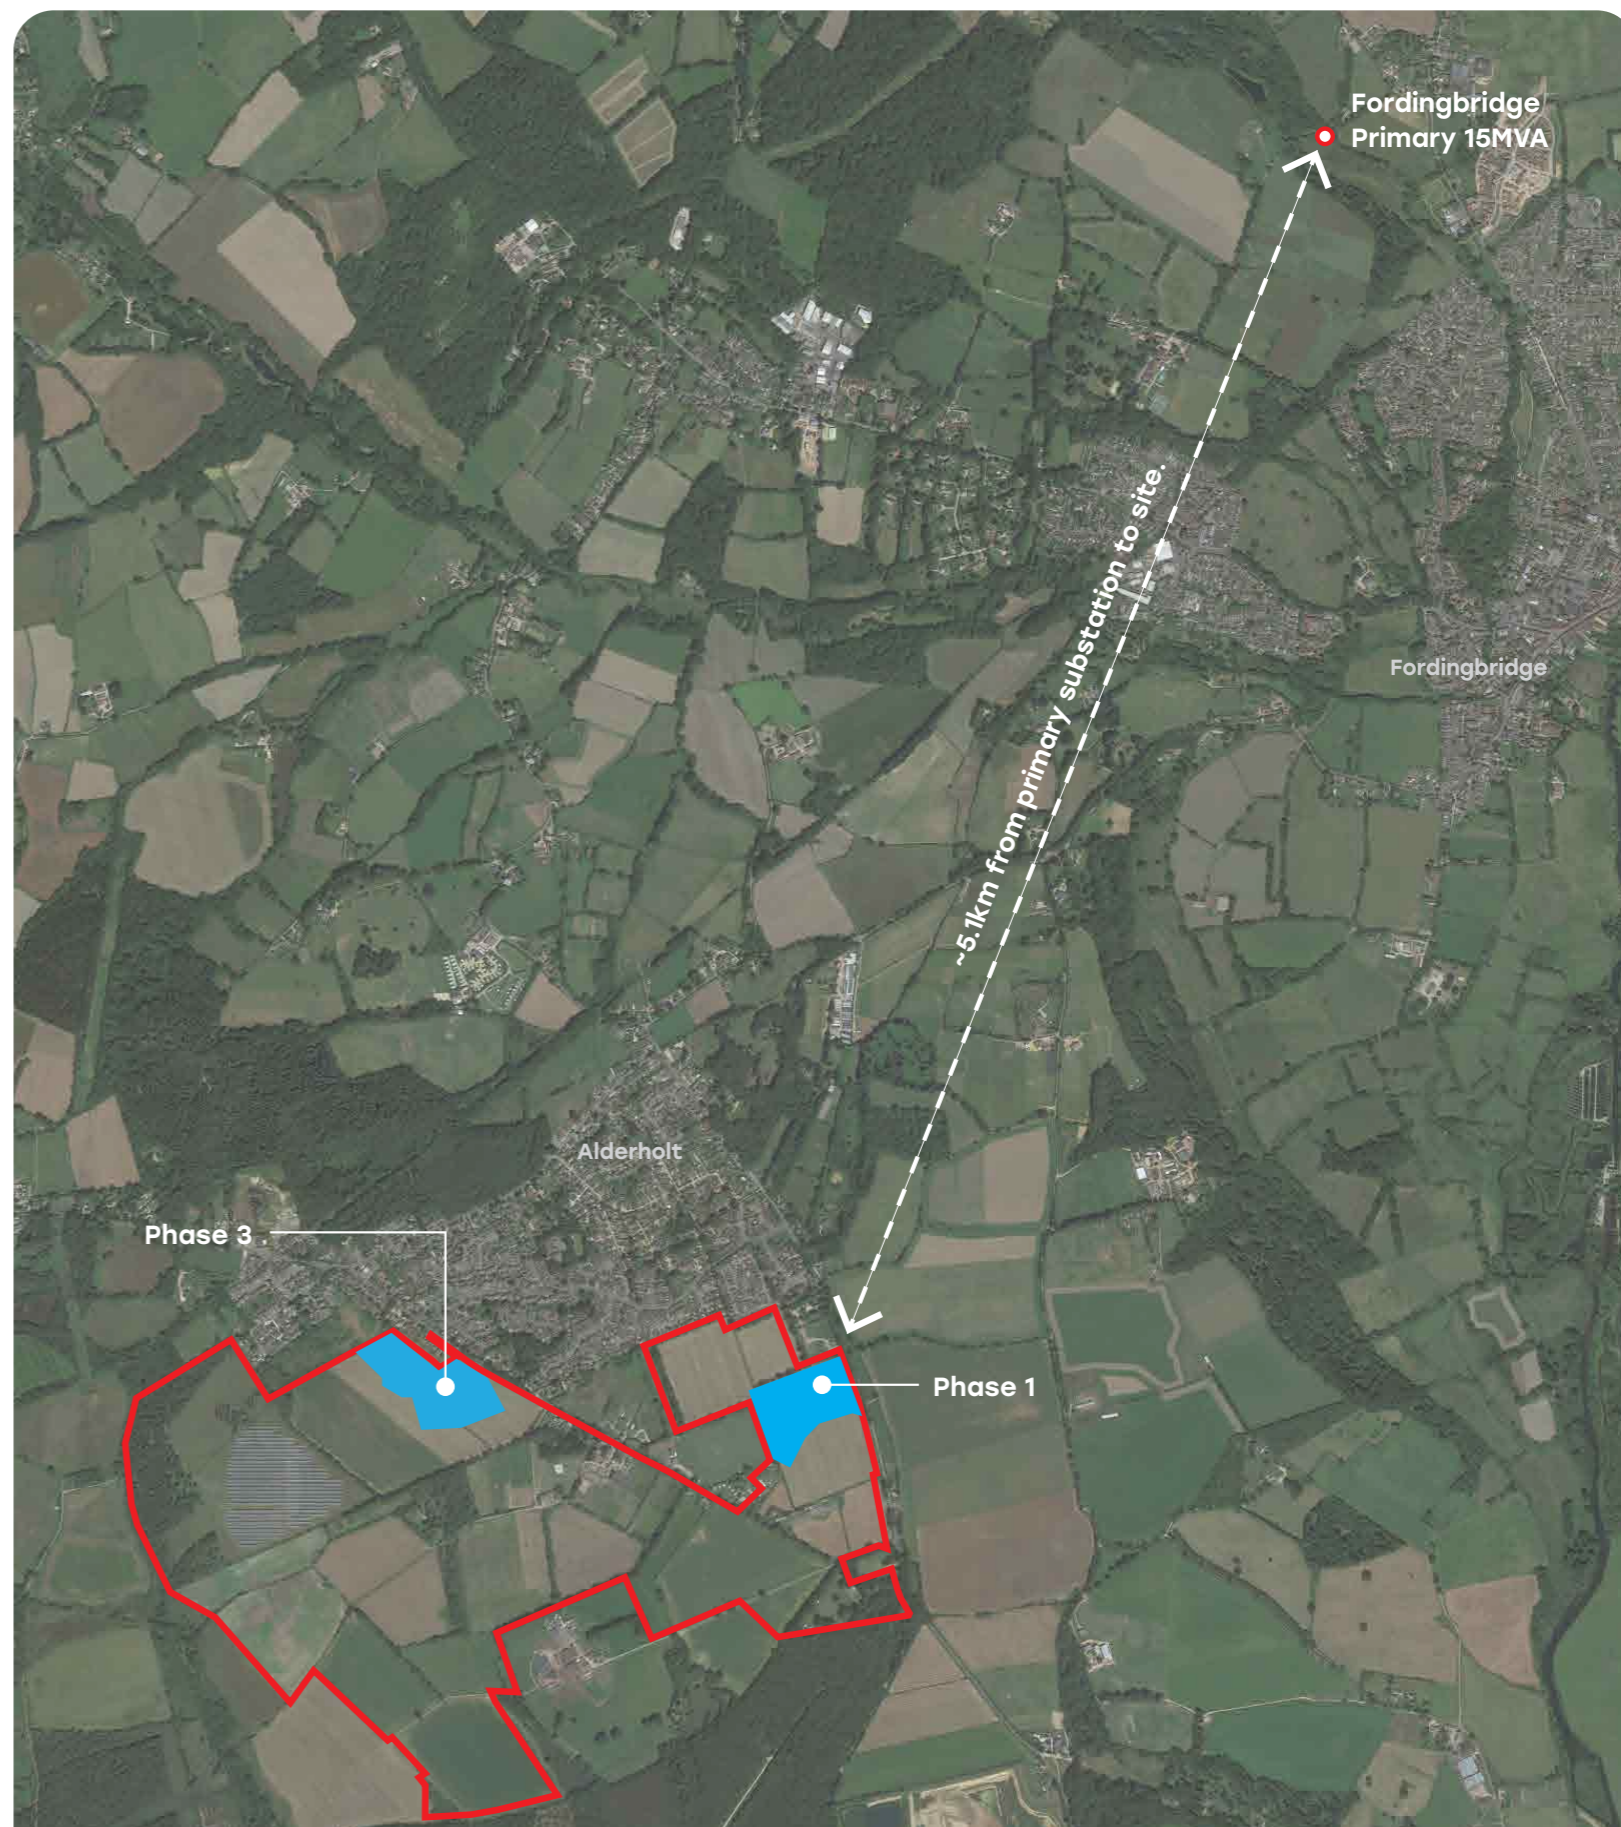 Fordingbridge
Primary 15MVA
~5.1km from primary substation to site.
Fordingbridge
Alderholt
Phase 3
Phase 1